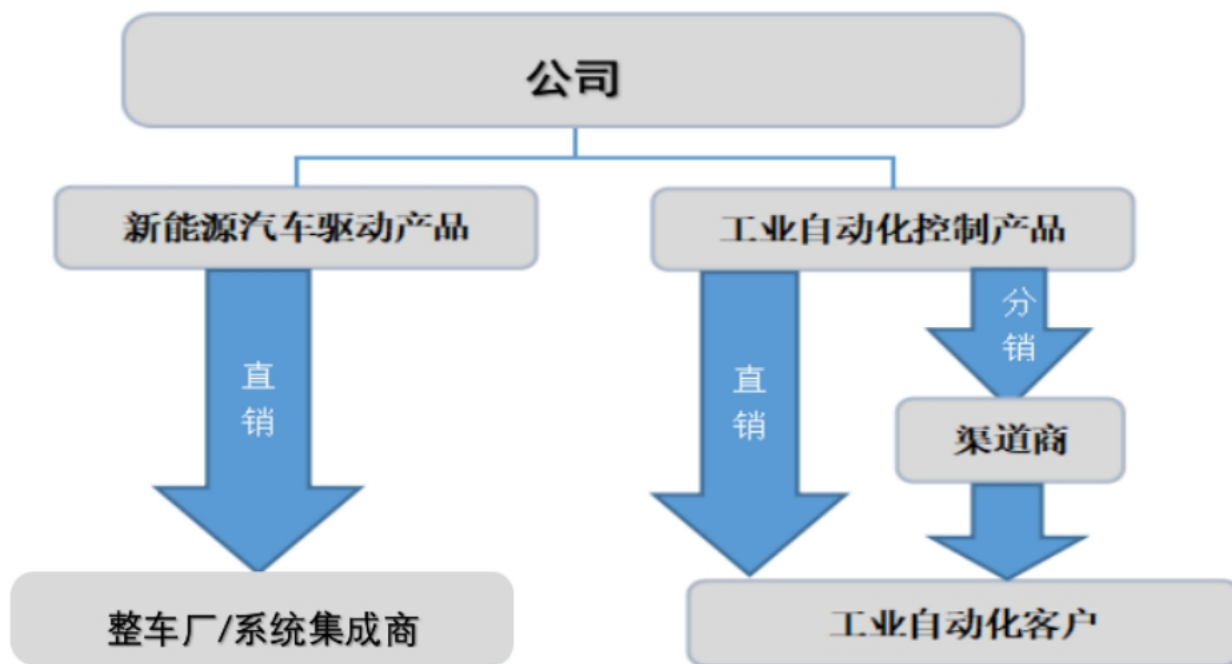 公司
新能源汽车驱动产品
工业自动化控制产品
直销
直销
分销
渠道商
整车厂/系统集成商
工业自动化客户